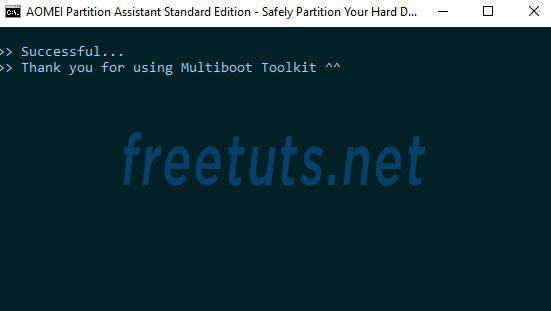 AOMEI Partition Assistant Standard Edition - Safely Partition Your Hard D...
>> Successful...
>> Thank you for using Multiboot Toolkit ^^
freetuts.net